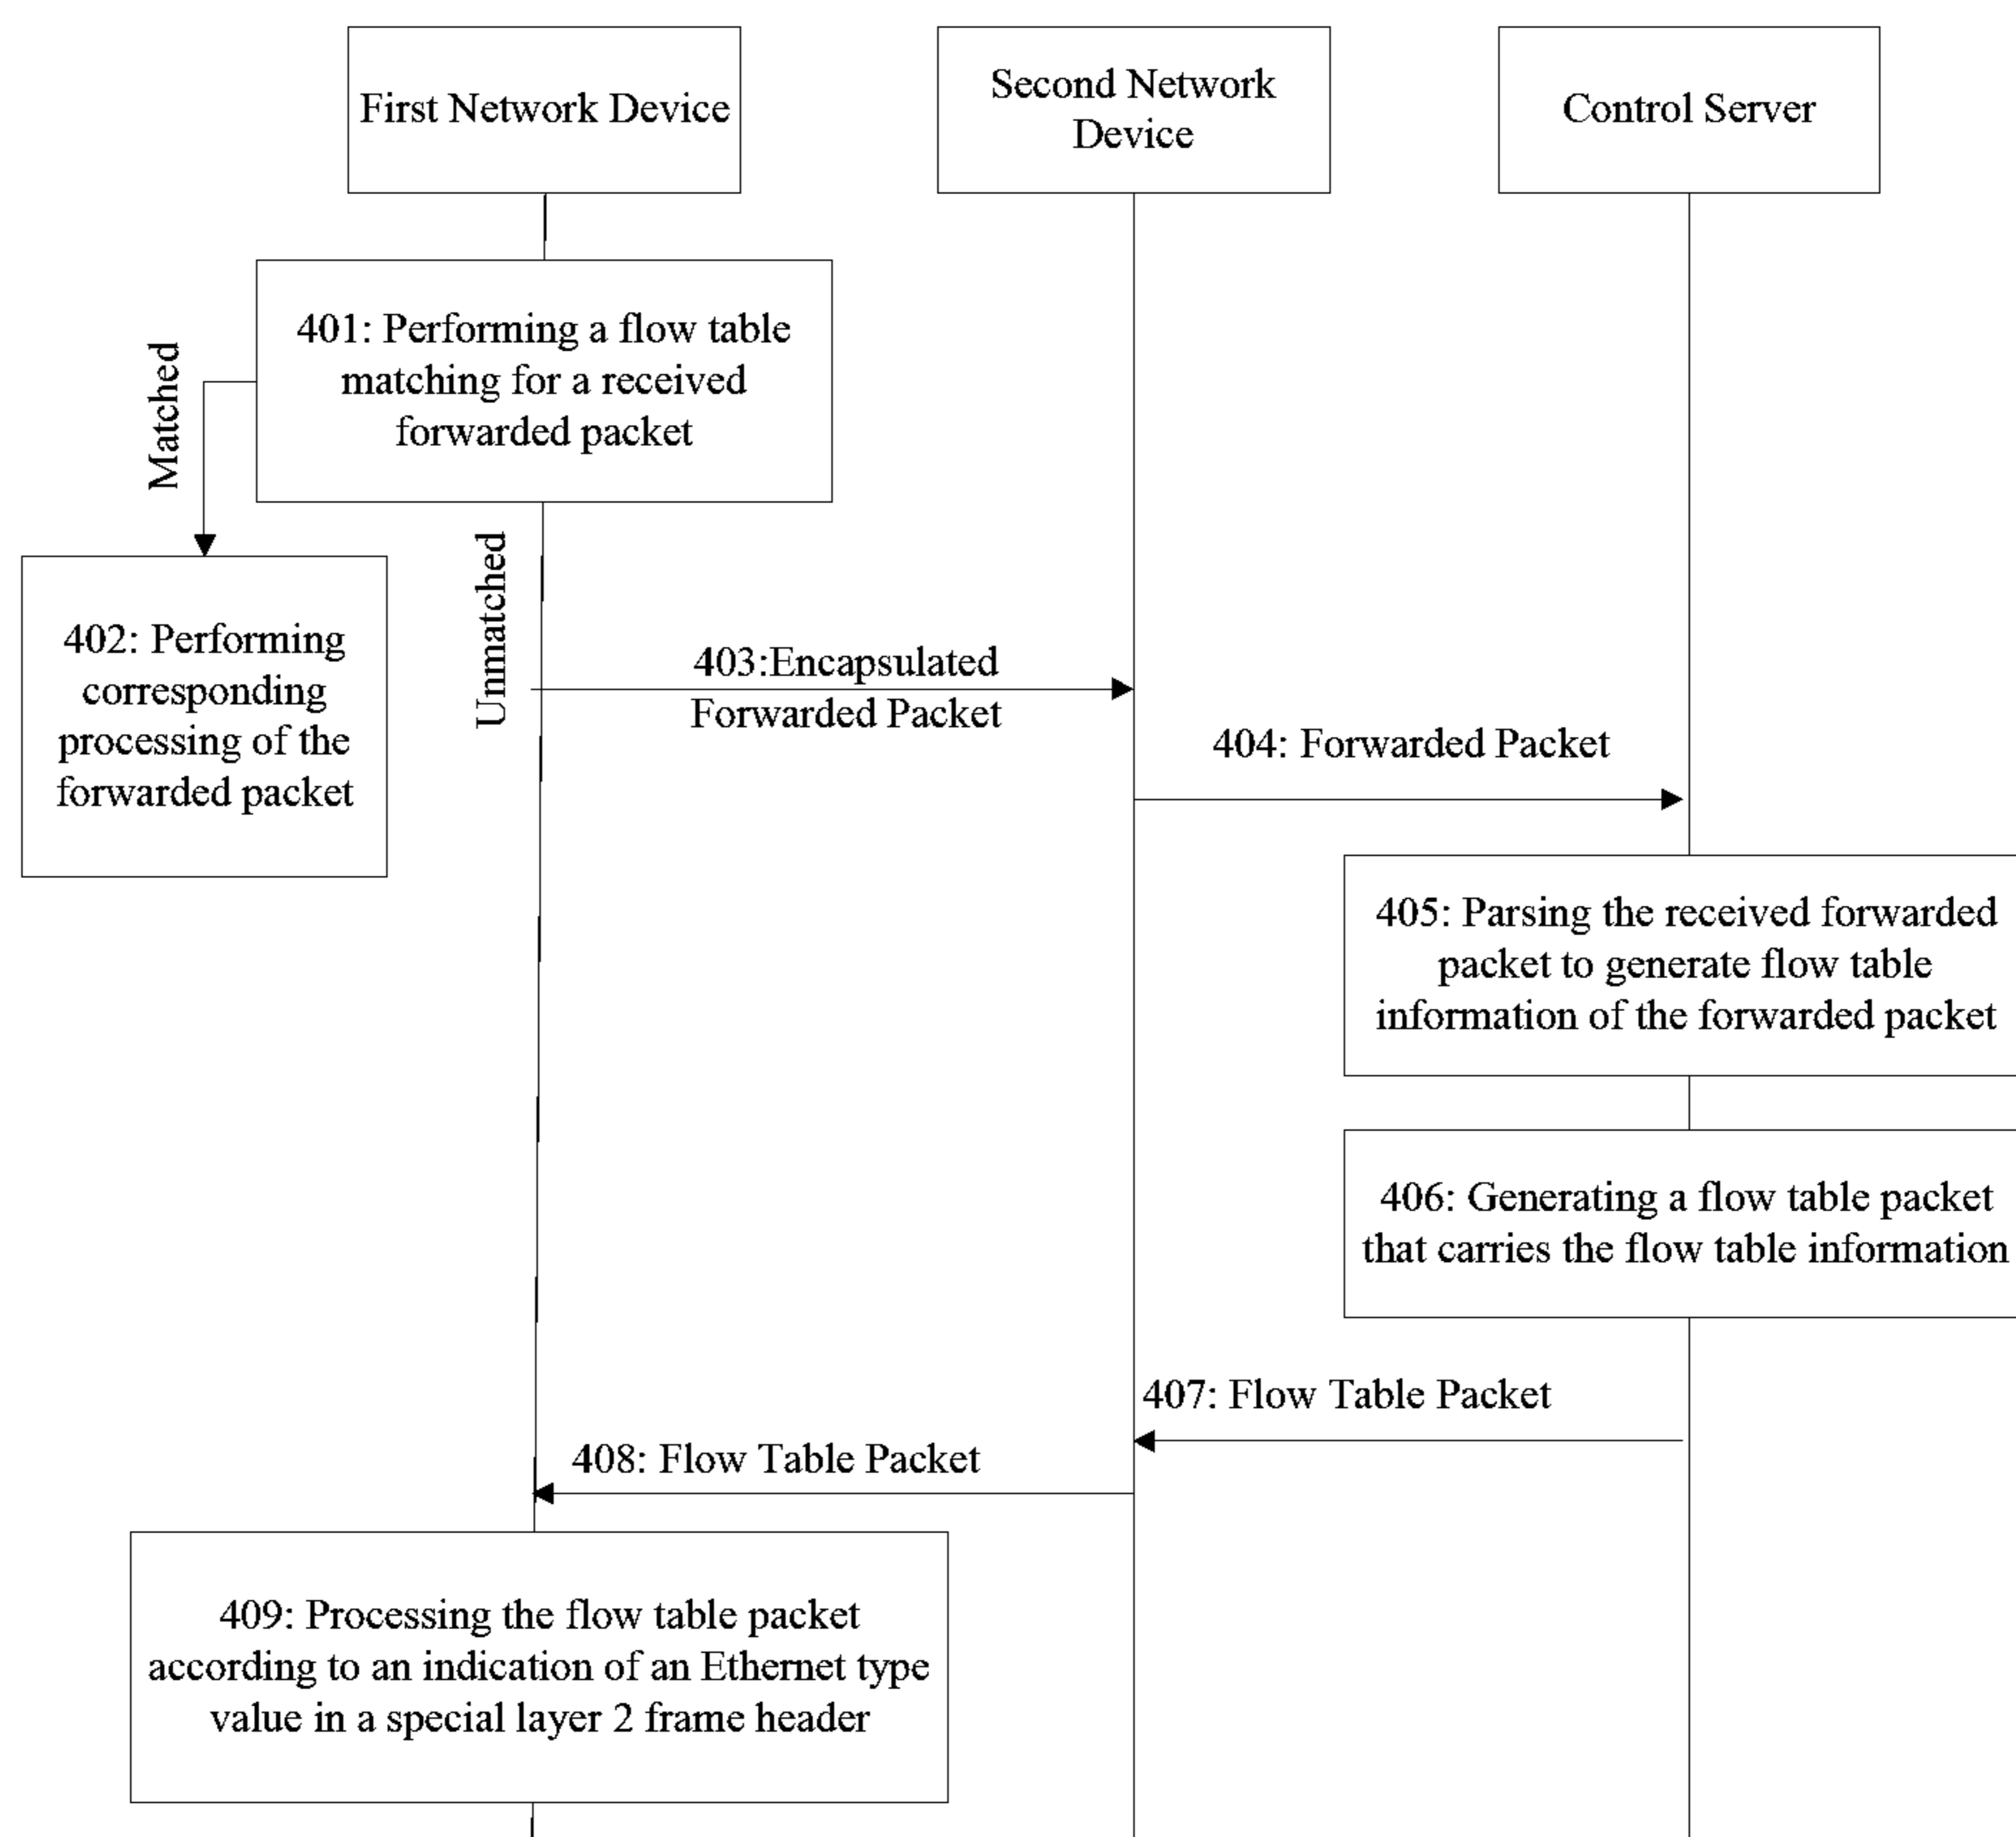 First Network Device
Second Network
Device
Control Server
401: Performing a flow table
matching for a received
forwarded packet
Matched
Unmatched
402: Performing
corresponding
processing of the
forwarded packet
403:Encapsulated
Forwarded Packet
404: Forwarded Packet
405: Parsing the received forwarded
packet to generate flow table
information of the forwarded packet
406: Generating a flow table packet
that carries the flow table information
407: Flow Table Packet
408: Flow Table Packet
409: Processing the flow table packet
according to an indication of an Ethernet type
value in a special layer 2 frame header